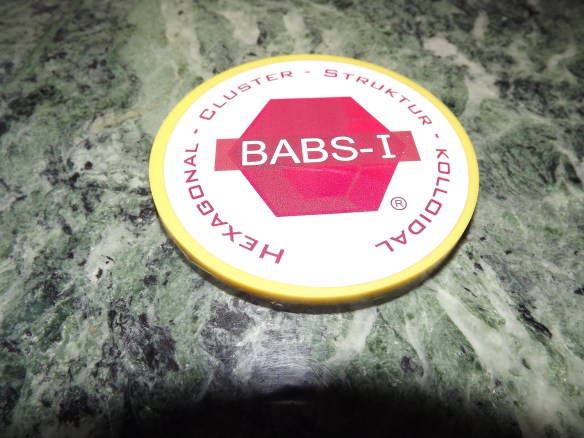 HEXAGONAL - CLUSTER - STRUKTUR - KOLLOIDAL
BABS-I
®